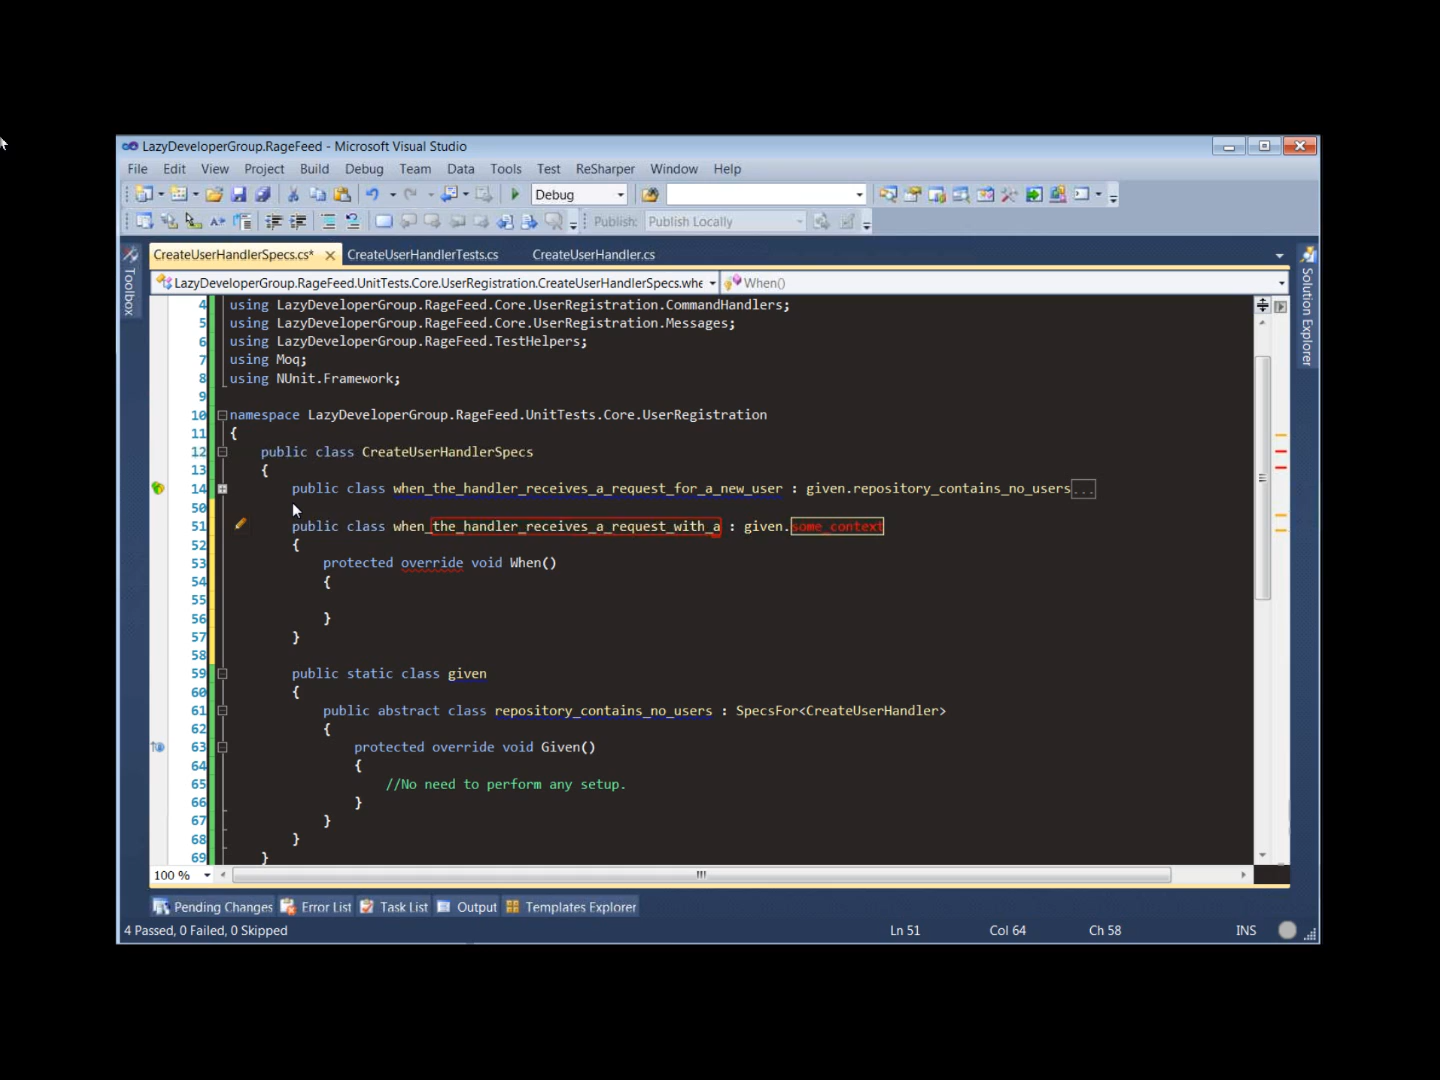 LazyDeveloperGroup.RageFeed - Microsoft Visual Studio
File Edit View Project Build Debug Team Data Tools Test ReSharper Window Help
Debug
Publish: Publish Locally
Toolbox
CreateUserHandlerSpecs.cs* CreateUserHandlerTests.cs CreateUserHandler.cs
Solution Explorer
LazyDeveloperGroup.RageFeed.UnitTests.Core.UserRegistration.CreateUserHandlerSpecs.whe When()
4 using LazyDeveloperGroup.RageFeed.Core.UserRegistration.CommandHandlers;
5 using LazyDeveloperGroup.RageFeed.Core.UserRegistration.Messages;
6 using LazyDeveloperGroup.RageFeed.TestHelpers;
7 using Moq;
8 using NUnit.Framework;
9
10 namespace LazyDeveloperGroup.RageFeed.UnitTests.Core.UserRegistration
11 {
12 public class CreateUserHandlerSpecs
13 {
14 public class when_the_handler_receives_a_request_for_a_new_user : given.repository_contains_no_users...
50
51 public class when_the_handler_receives_a_request_with_a : given.some_context
52 {
53 protected override void When()
54 {
55
56 }
57 }
58
59 public static class given
60 {
61 public abstract class repository_contains_no_users : SpecsFor<CreateUserHandler>
62 {
63 protected override void Given()
64 {
65 //No need to perform any setup.
66 }
67 }
68 }
69 }
100 %
Pending Changes Error List Task List Output Templates Explorer
4 Passed, 0 Failed, 0 Skipped Ln 51 Col 64 Ch 58 INS